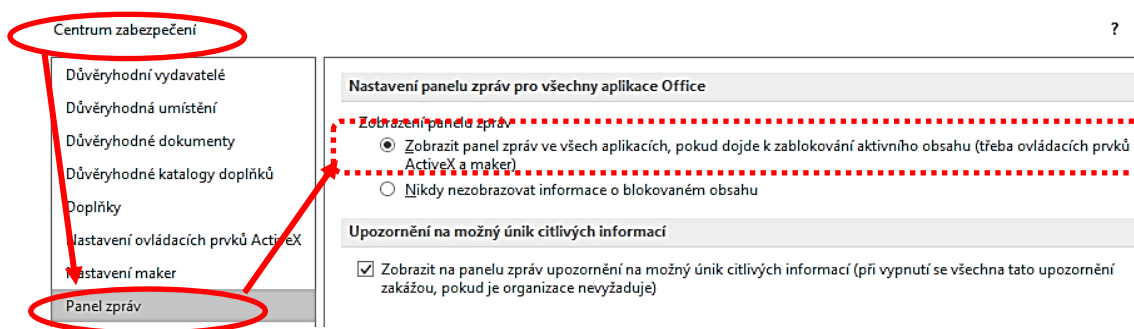 Centrum zabezpečení
?
Důvěryhodní vydavatelé
Důvěryhodná umístění
Důvěryhodné dokumenty
Důvěryhodné katalogy doplňků
Doplňky
Nastavení ovládacích prvků ActiveX
Nastavení maker
Panel zpráv
Nastavení panelu zpráv pro všechny aplikace Office
Zobrazení panelu zpráv
Zobrazit panel zpráv ve všech aplikacích, pokud dojde k zablokování aktivního obsahu (třeba ovládacích prvků
ActiveX a maker)
Nikdy nezobrazovat informace o blokovaném obsahu
Upozornění na možný únik citlivých informací
Zobrazit na panelu zpráv upozornění na možný únik citlivých informací (při vypnutí se všechna tato upozornění
zakážou, pokud je organizace nevyžaduje)